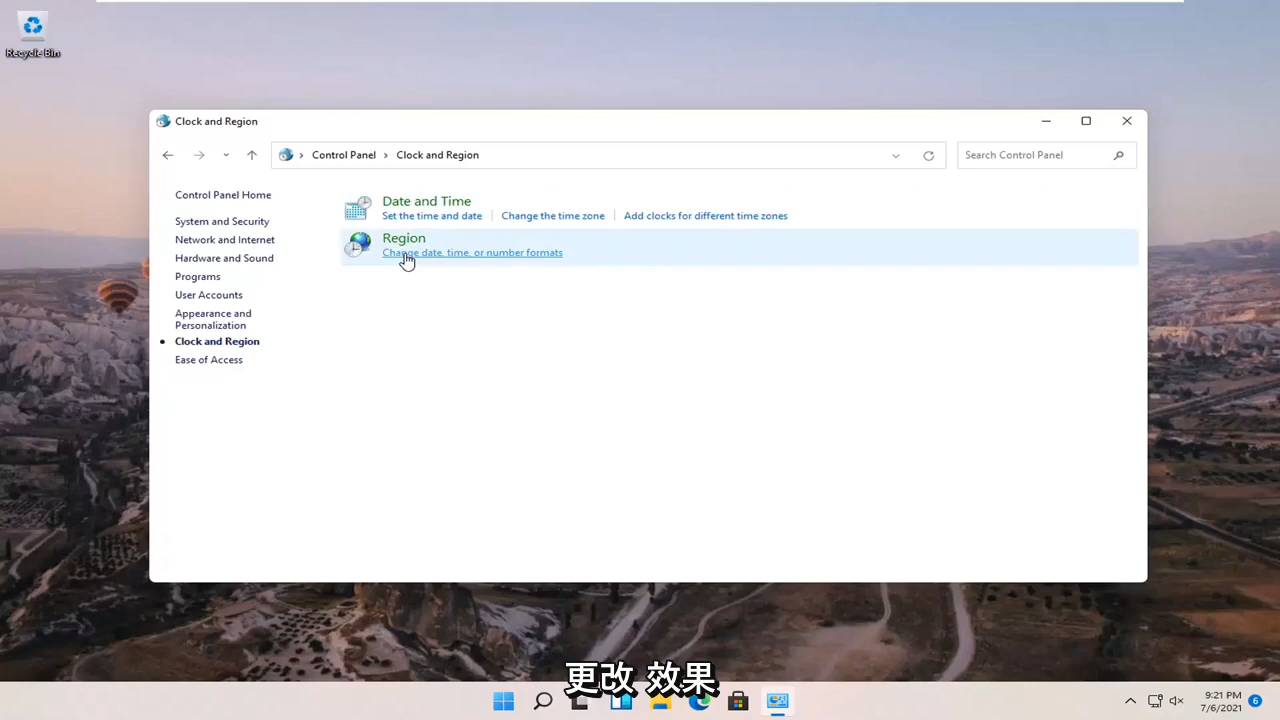 Recycle Bin
Clock and Region
Control Panel
Clock and Region
Search Control Panel
Control Panel Home
System and Security
Network and Internet
Hardware and Sound
Programs
User Accounts
Appearance and
Personalization
Clock and Region
Ease of Access
Date and Time
Set the time and date
Change the time zone
Add clocks for different time zones
Region
Change date, time, or number formats
更改 效果
9:21 PM
7/6/2021
6